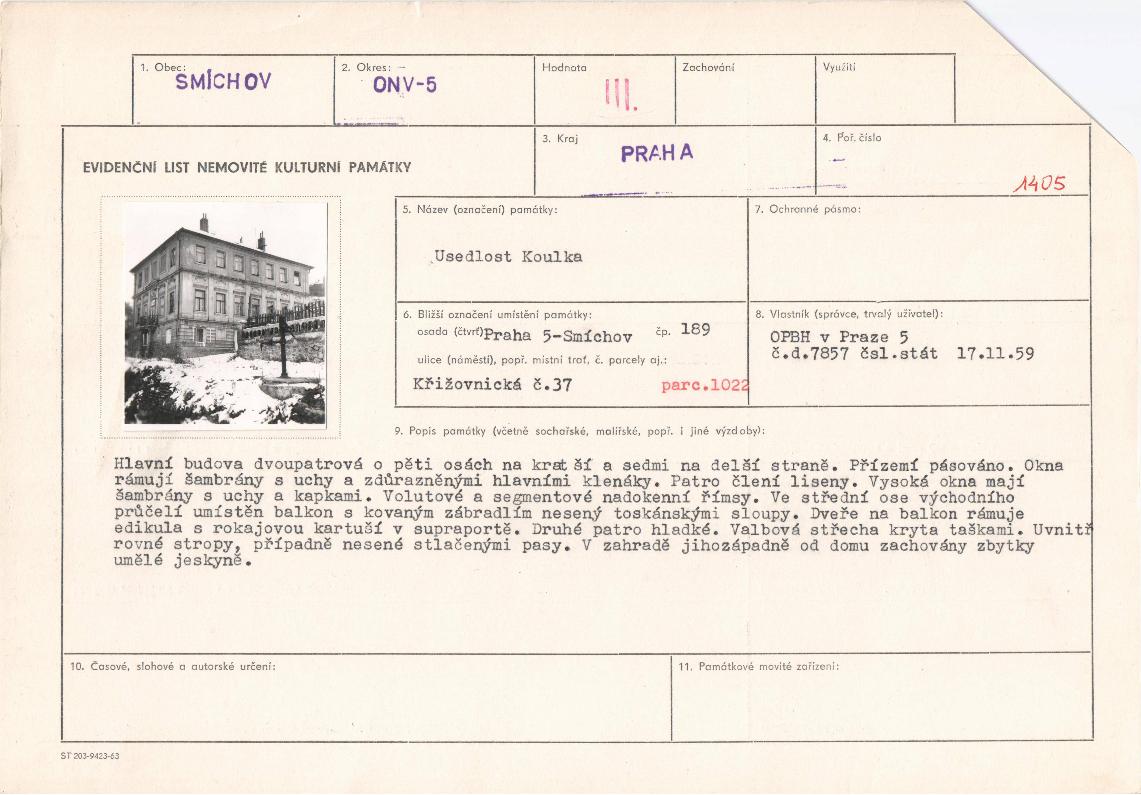 1. Obec:
SMÍCHOV
2. Okres: —
ONV-5
Hodnota
III.
Zachování
Využití
EVIDENČNÍ LIST NEMOVITÉ KULTURNÍ PAMÁTKY
3. Kraj
PRAHA
4. Poř. číslo
—
1405
5. Název (označení) památky:
Usedlost Koulka
7. Ochranné pásmo:
6. Bližší označení umístění památky:
osada (čtvrť) Praha 5-Smíchov čp. 189
ulice (náměstí), popř. místní trať, č. parcely aj.:
Křižovnická č.37 parc.1022
8. Vlastník (správce, trvalý uživatel):
OPBH v Praze 5
č.d.7857 čsl.stát 17.11.59
9. Popis památky (včetně sochařské, malířské, popř. i jiné výzdoby):
Hlavní budova dvoupatrová o pěti osách na krat ší a sedmi na delší straně. Přízemí pásováno. Okna
rámují šambrány s uchy a zdůrazněnými hlavními klenáky. Patro člení liseny. Vysoká okna mají
šambrány s uchy a kapkami. Volutové a segmentové nadokenní římsy. Ve střední ose východního
průčelí umístěn balkon s kovaným zábradlím nesený toskánskými sloupy. Dveře na balkon rámuje
edikula s rokajovou kartuší v supraportě. Druhé patro hladké. Valbová střecha kryta taškami. Uvnitř
rovné stropy, případně nesené stlačenými pasy. V zahradě jihozápadně od domu zachovány zbytky
umělé jeskyně.
10. Časové, slohové a autorské určení:
11. Památkové movité zařízení:
ST 203-9423-63